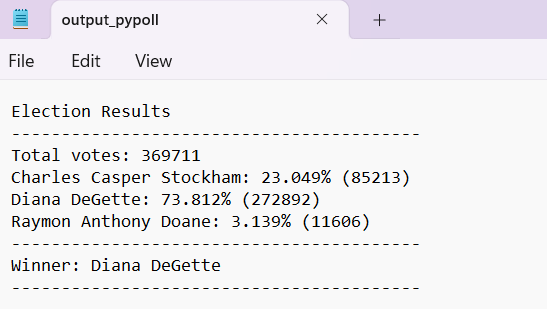 output_pypoll
File Edit View
Election Results
-----------------------------------------
Total votes: 369711
Charles Casper Stockham: 23.049% (85213)
Diana DeGette: 73.812% (272892)
Raymon Anthony Doane: 3.139% (11606)
-----------------------------------------
Winner: Diana DeGette
-----------------------------------------